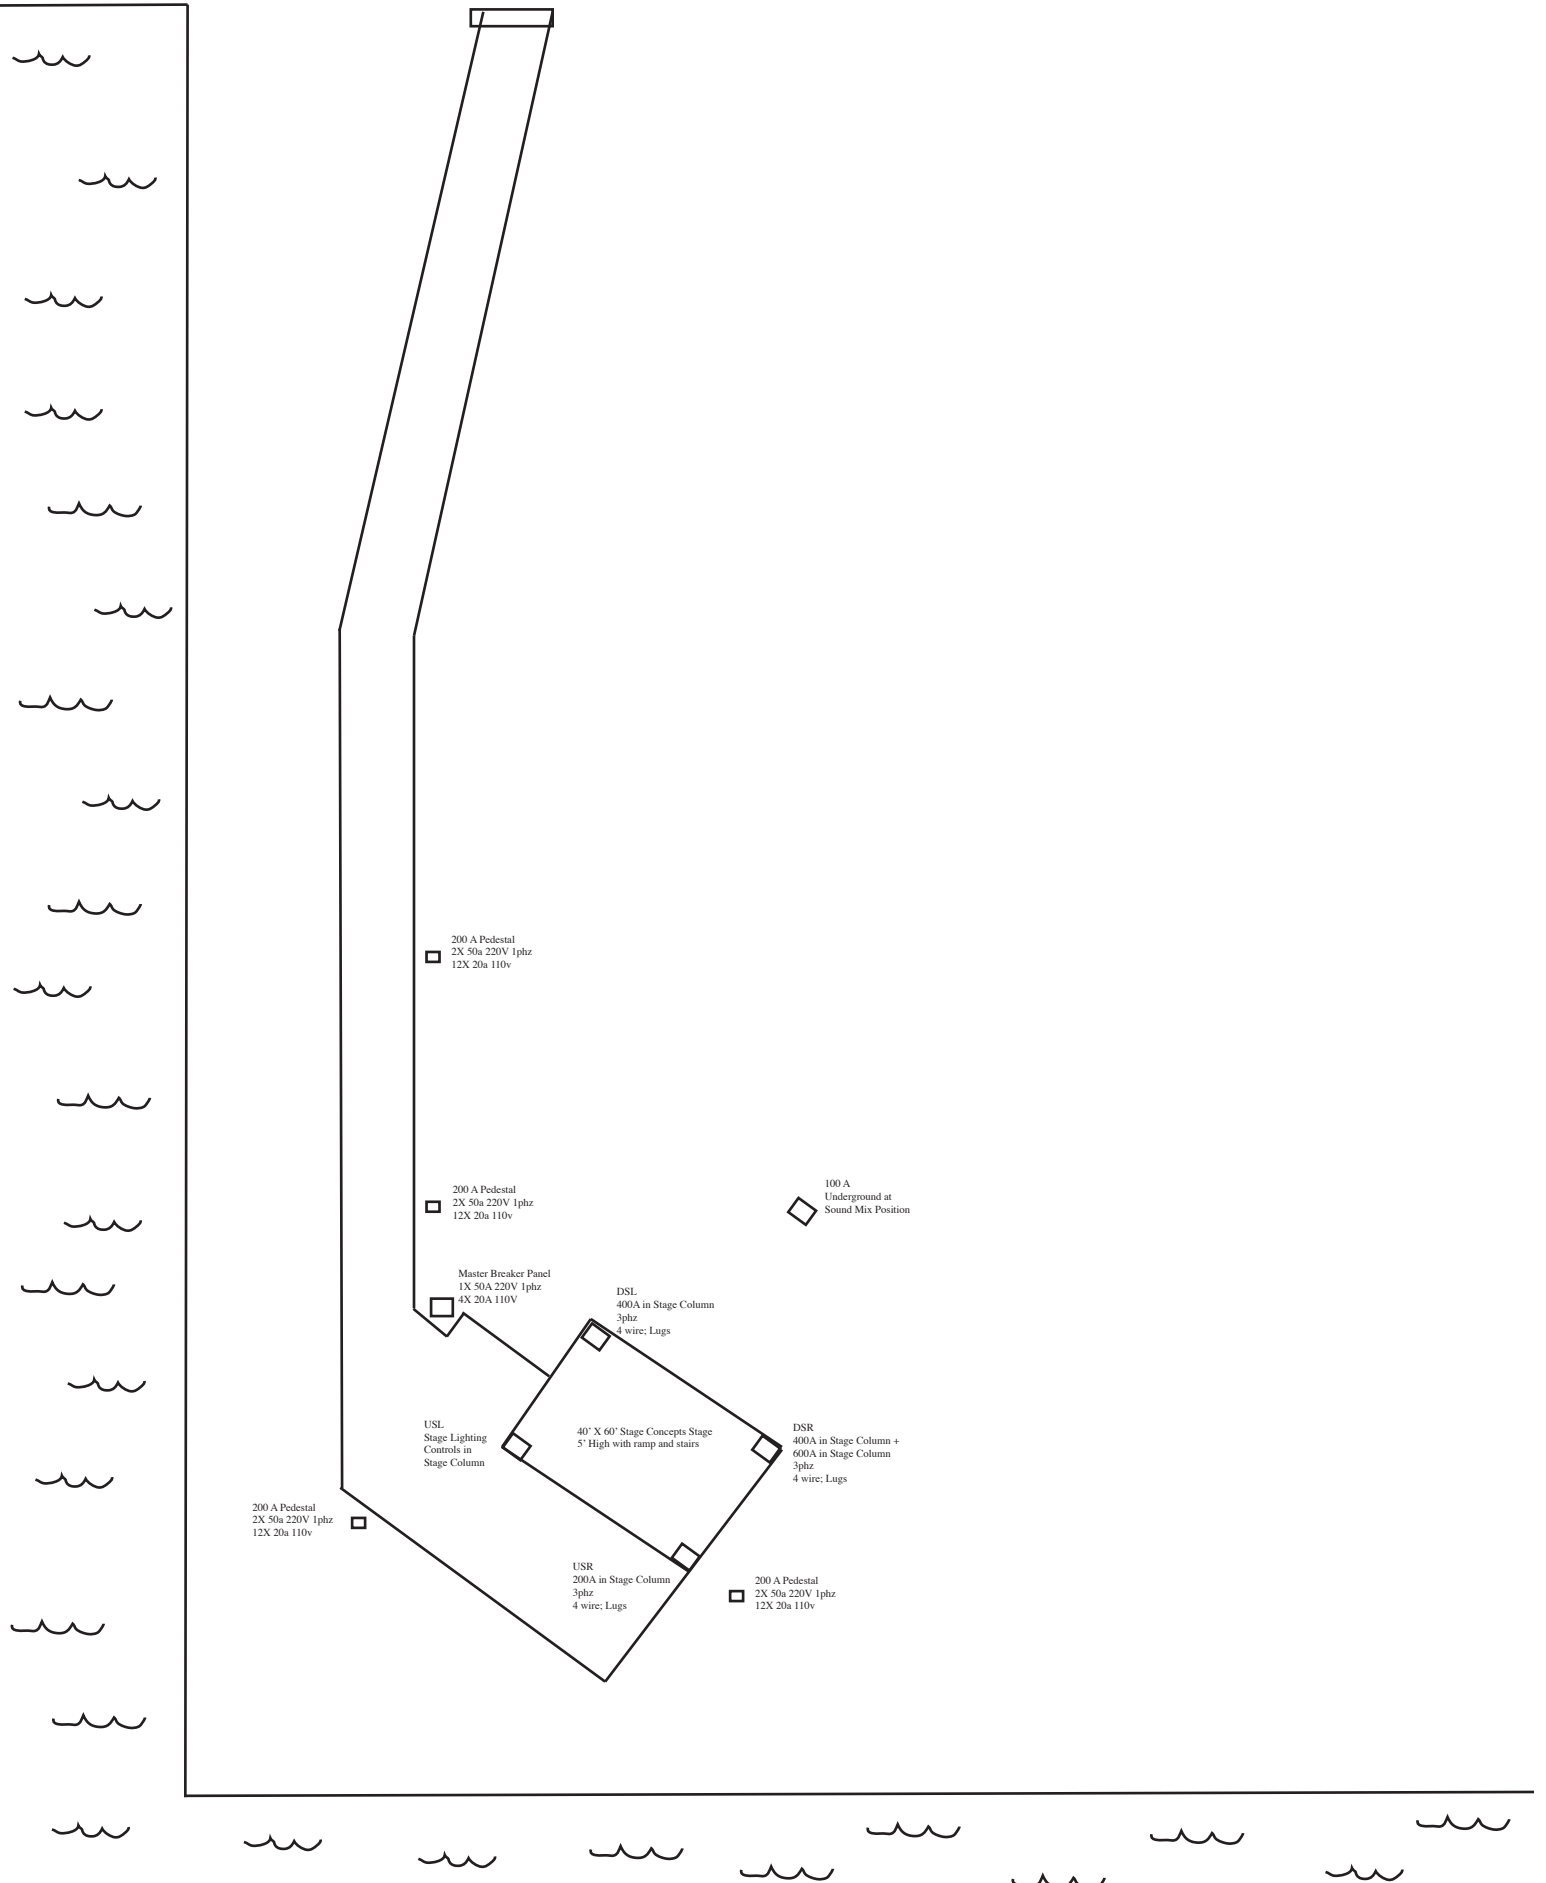 200 A Pedestal
2X 50a 220V 1phz
12X 20a 110v
200 A Pedestal
2X 50a 220V 1phz
12X 20a 110v
100 A
Underground at
Sound Mix Position
Master Breaker Panel
1X 50A 220V 1phz
4X 20A 110V
DSL
400A in Stage Column
3phz
4 wire; Lugs
USL
Stage Lighting
Controls in
Stage Column
40’ X 60’ Stage Concepts Stage
5’ High with ramp and stairs
DSR
400A in Stage Column +
600A in Stage Column
3phz
4 wire; Lugs
200 A Pedestal
2X 50a 220V 1phz
12X 20a 110v
USR
200A in Stage Column
3phz
4 wire; Lugs
200 A Pedestal
2X 50a 220V 1phz
12X 20a 110v